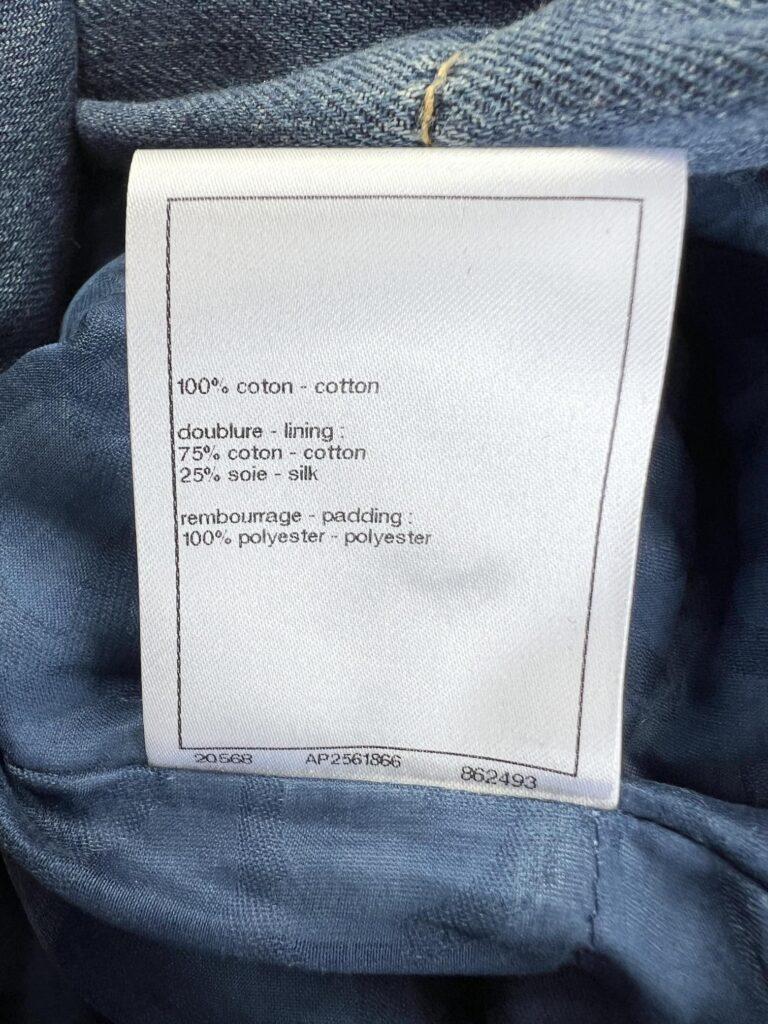 100% coton - cotton
doublure - lining :
75% coton - cotton
25% soie - silk
rembourrage - padding :
100% polyester - polyester
20568 AP2561866 862493